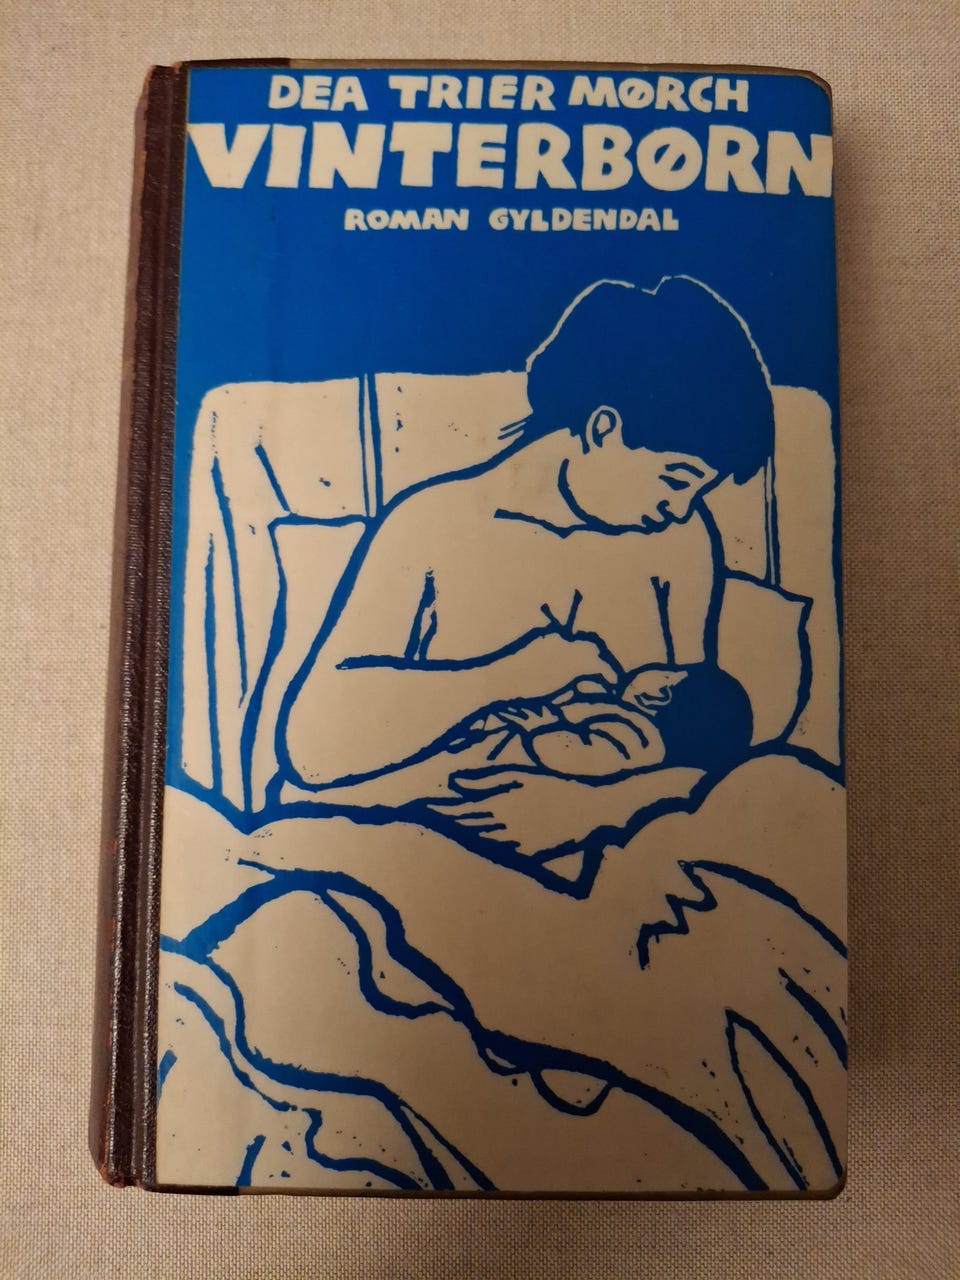 DEA TRIER MØRCH
VINTERBØRN
ROMAN GYLDENDAL